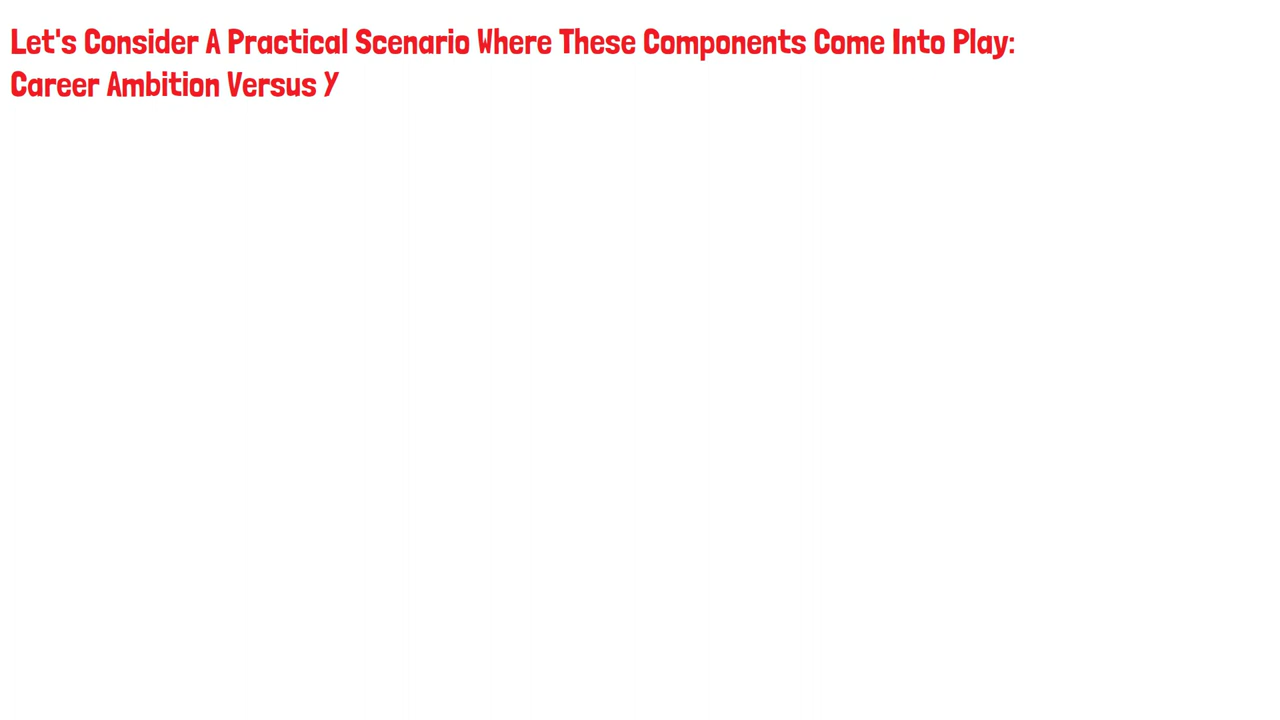 Let's Consider A Practical Scenario Where These Components Come Into Play:
Career Ambition Versus Y